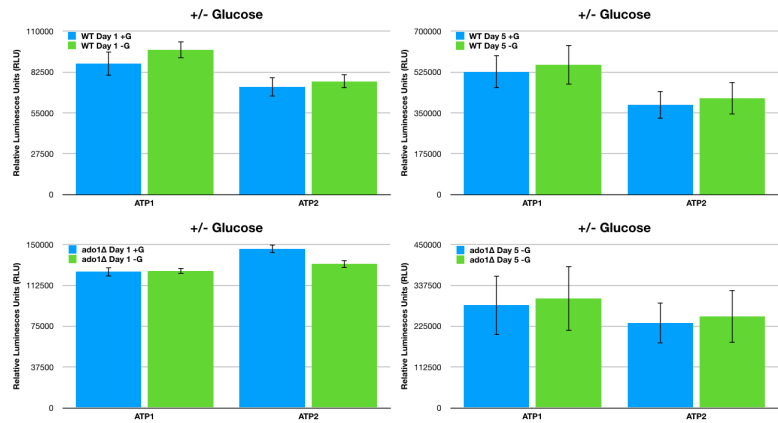 +/- Glucose
Relative Luminesces Units (RLU)
110000
82500
55000
27500
0
WT Day 1 +G
WT Day 1 -G
ATP1 ATP2
+/- Glucose
Relative Luminesces Units (RLU)
700000
525000
350000
175000
0
WT Day 5 +G
WT Day 5 -G
ATP1 ATP2
+/- Glucose
Relative Luminesces Units (RLU)
150000
112500
75000
37500
0
ado1Δ Day 1 +G
ado1Δ Day 1 -G
ATP1 ATP2
+/- Glucose
Relative Luminesces Units (RLU)
450000
337500
225000
112500
0
ado1Δ Day 5 -G
ado1Δ Day 5 -G
ATP1 ATP2